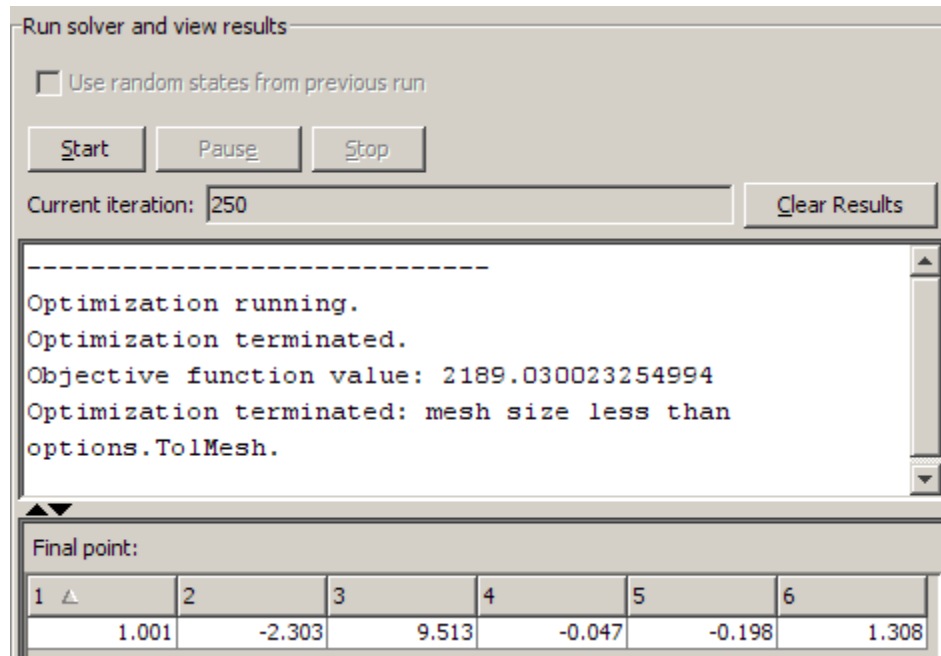 Run solver and view results
Use random states from previous run
Start Pause Stop
Current iteration: 250 Clear Results
------------------------------
Optimization running.
Optimization terminated.
Objective function value: 2189.030023254994
Optimization terminated: mesh size less than
options.TolMesh.
Final point:
1 2 3 4 5 6
1.001 -2.303 9.513 -0.047 -0.198 1.308